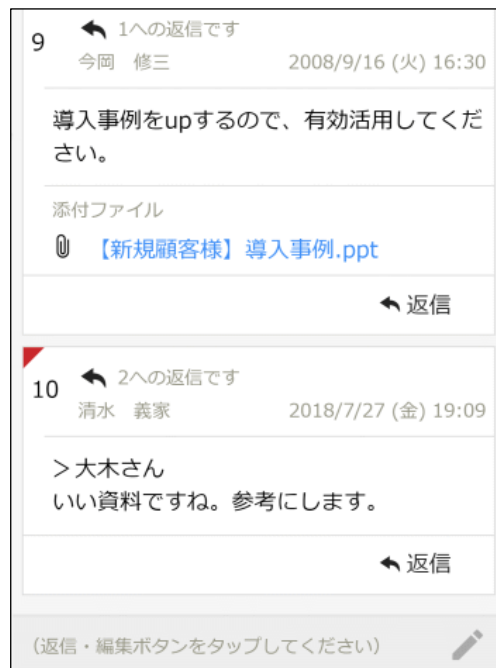 9
1への返信です
今岡　修三 2008/9/16 (火) 16:30
導入事例をupするので、有効活用してくだ
さい。
添付ファイル
【新規顧客様】導入事例.ppt
返信
10
2への返信です
清水　義家 2018/7/27 (金) 19:09
＞大木さん
いい資料ですね。参考にします。
返信
（返信・編集ボタンをタップしてください）